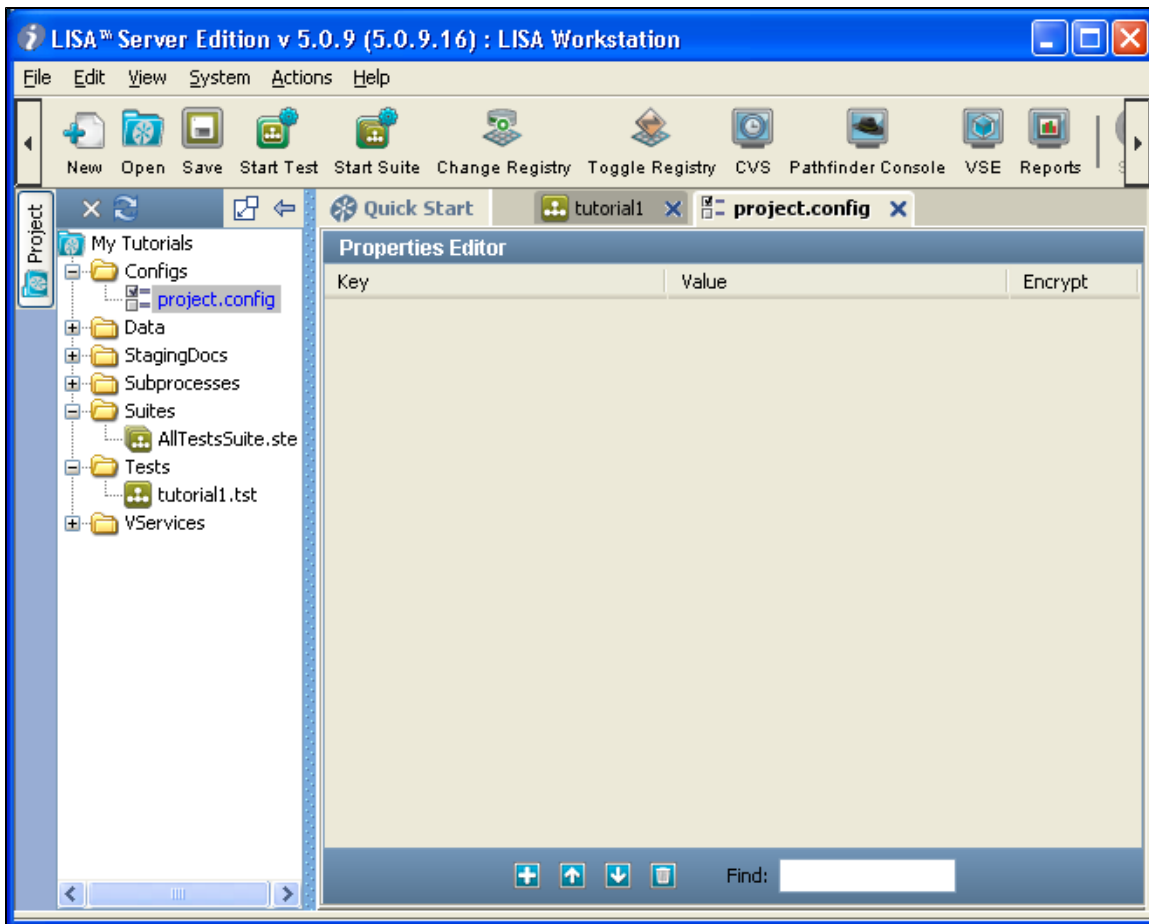 LISA™ Server Edition v 5.0.9 (5.0.9.16) : LISA Workstation
File Edit View System Actions Help
New Open Save Start Test Start Suite Change Registry Toggle Registry CVS Pathfinder Console VSE Reports
Project
Quick Start tutorial1 project.config
My Tutorials
Configs
project.config
Data
StagingDocs
Subprocesses
Suites
AllTestsSuite.ste
Tests
tutorial1.tst
VServices
Properties Editor
Key Value Encrypt
Find: